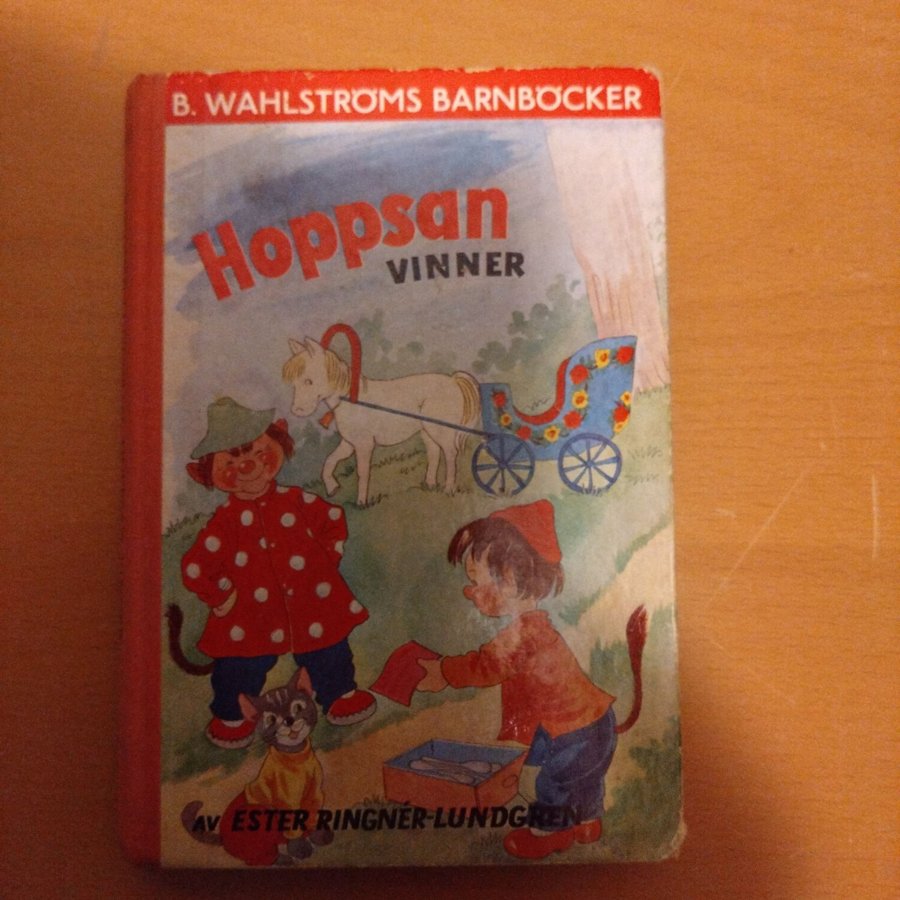 B. WAHLSTRÖMS BARNBÖCKER
Hoppsan
VINNER
AV ESTER RINGNÉR-LUNDGREN